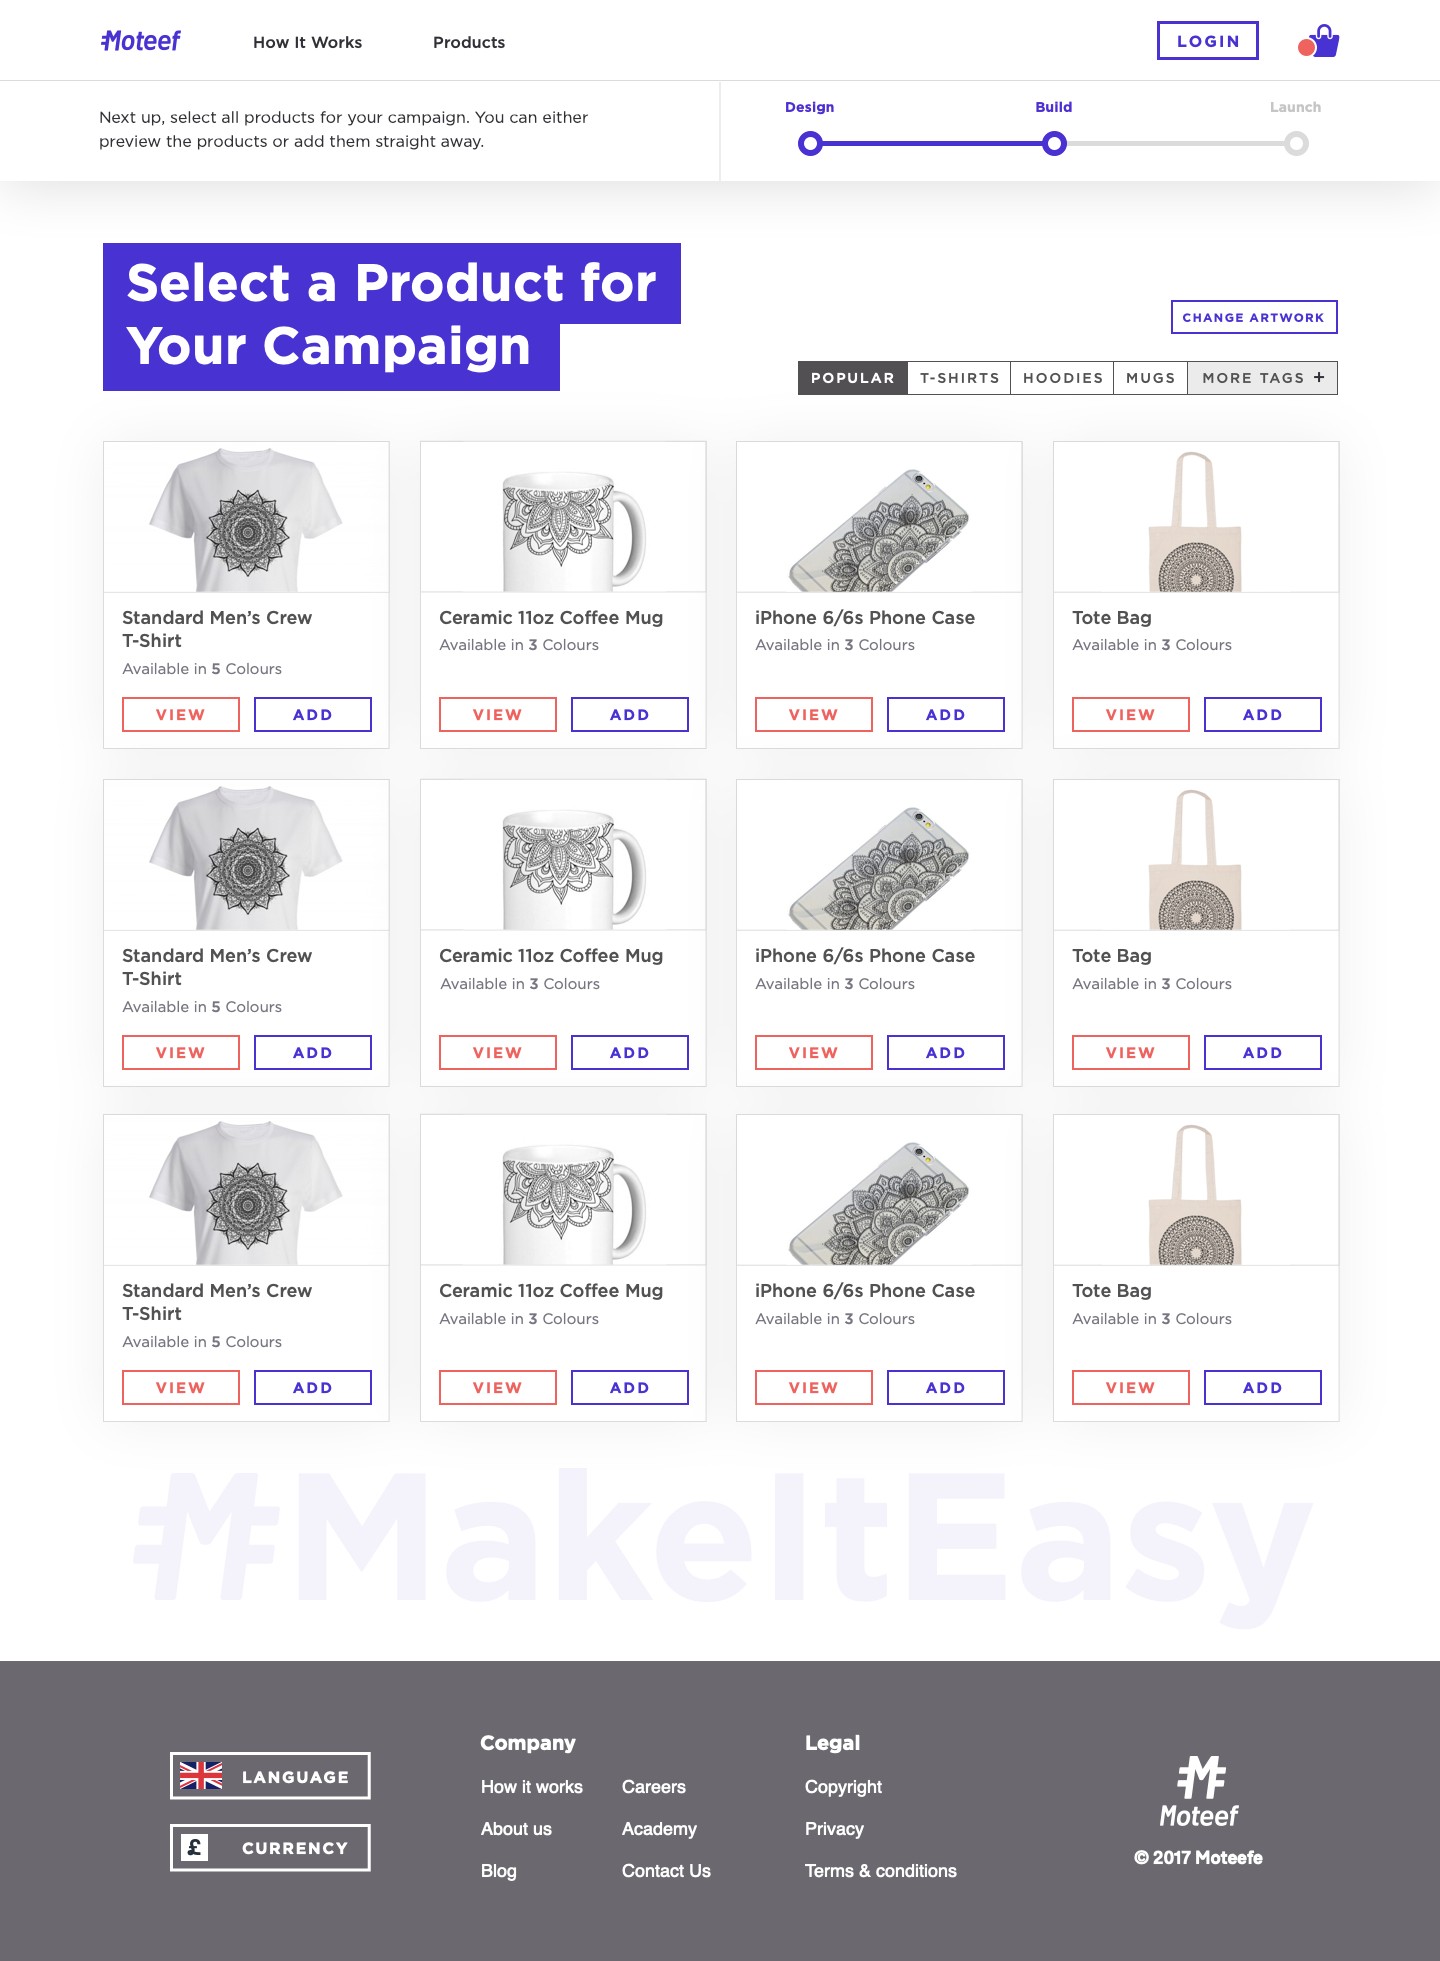 Moteef
How It Works
Products
LOGIN
Next up, select all products for your campaign. You can either
preview the products or add them straight away.
Design
Build
Launch
Select a Product for
Your Campaign
CHANGE ARTWORK
POPULAR
T-SHIRTS
HOODIES
MUGS
MORE TAGS +
Standard Men’s Crew
T-Shirt
Available in 5 Colours
VIEW
ADD
Ceramic 11oz Coffee Mug
Available in 3 Colours
VIEW
ADD
iPhone 6/6s Phone Case
Available in 3 Colours
VIEW
ADD
Tote Bag
Available in 3 Colours
VIEW
ADD
Standard Men’s Crew
T-Shirt
Available in 5 Colours
VIEW
ADD
Ceramic 11oz Coffee Mug
Available in 3 Colours
VIEW
ADD
iPhone 6/6s Phone Case
Available in 3 Colours
VIEW
ADD
Tote Bag
Available in 3 Colours
VIEW
ADD
Standard Men’s Crew
T-Shirt
Available in 5 Colours
VIEW
ADD
Ceramic 11oz Coffee Mug
Available in 3 Colours
VIEW
ADD
iPhone 6/6s Phone Case
Available in 3 Colours
VIEW
ADD
Tote Bag
Available in 3 Colours
VIEW
ADD
#MakeItEasy
LANGUAGE
£ CURRENCY
Company
How it works
About us
Blog
Careers
Academy
Contact Us
Legal
Copyright
Privacy
Terms & conditions
M
Moteef
© 2017 Moteefe